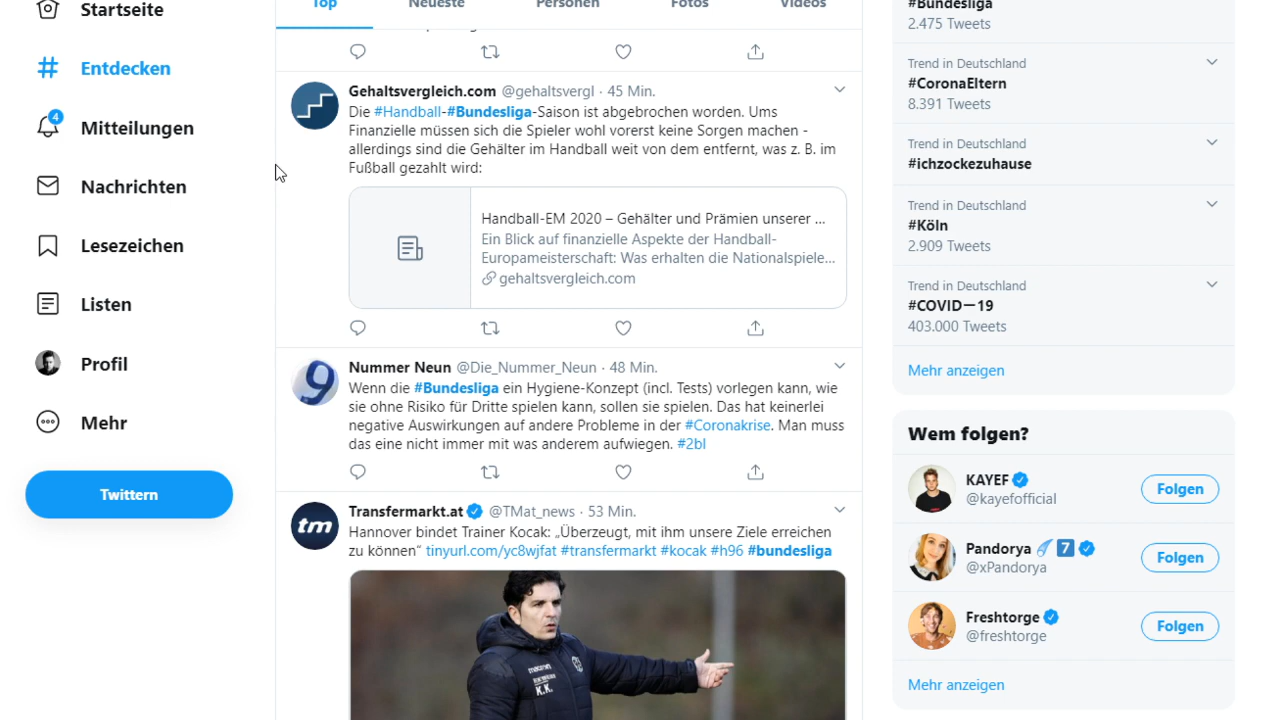 Startseite
Entdecken
4
Mitteilungen
Nachrichten
Lesezeichen
Listen
Profil
Mehr
Twittern
Top Neueste Personen Fotos Videos
Gehaltsvergleich.com @gehaltsvergl · 45 Min.
Die #Handball-#Bundesliga-Saison ist abgebrochen worden. Ums
Finanzielle müssen sich die Spieler wohl vorerst keine Sorgen machen -
allerdings sind die Gehälter im Handball weit von dem entfernt, was z. B. im
Fußball gezahlt wird:
Handball-EM 2020 – Gehälter und Prämien unserer ...
Ein Blick auf finanzielle Aspekte der Handball-
Europameisterschaft: Was erhalten die Nationalspiele...
gehaltsvergleich.com
Nummer Neun @Die_Nummer_Neun · 48 Min.
Wenn die #Bundesliga ein Hygiene-Konzept (incl. Tests) vorlegen kann, wie
sie ohne Risiko für Dritte spielen kann, sollen sie spielen. Das hat keinerlei
negative Auswirkungen auf andere Probleme in der #Coronakrise. Man muss
das eine nicht immer mit was anderem aufwiegen. #2bl
9
Transfermarkt.at @TMat_news · 53 Min.
tm
Hannover bindet Trainer Kocak: „Überzeugt, mit ihm unsere Ziele erreichen
zu können“ tinyurl.com/yc8wjfat #transfermarkt #kocak #h96 #bundesliga
macron
K.K.
#Bundesliga
2.475 Tweets
Trend in Deutschland
#CoronaEltern
8.391 Tweets
Trend in Deutschland
#ichzockezuhause
Trend in Deutschland
#Köln
2.909 Tweets
Trend in Deutschland
#COVID—19
403.000 Tweets
Mehr anzeigen
Wem folgen?
KAYEF
@kayefofficial
Folgen
Pandorya 7
@xPandorya
Folgen
Freshtorge
@freshtorge
Folgen
Mehr anzeigen